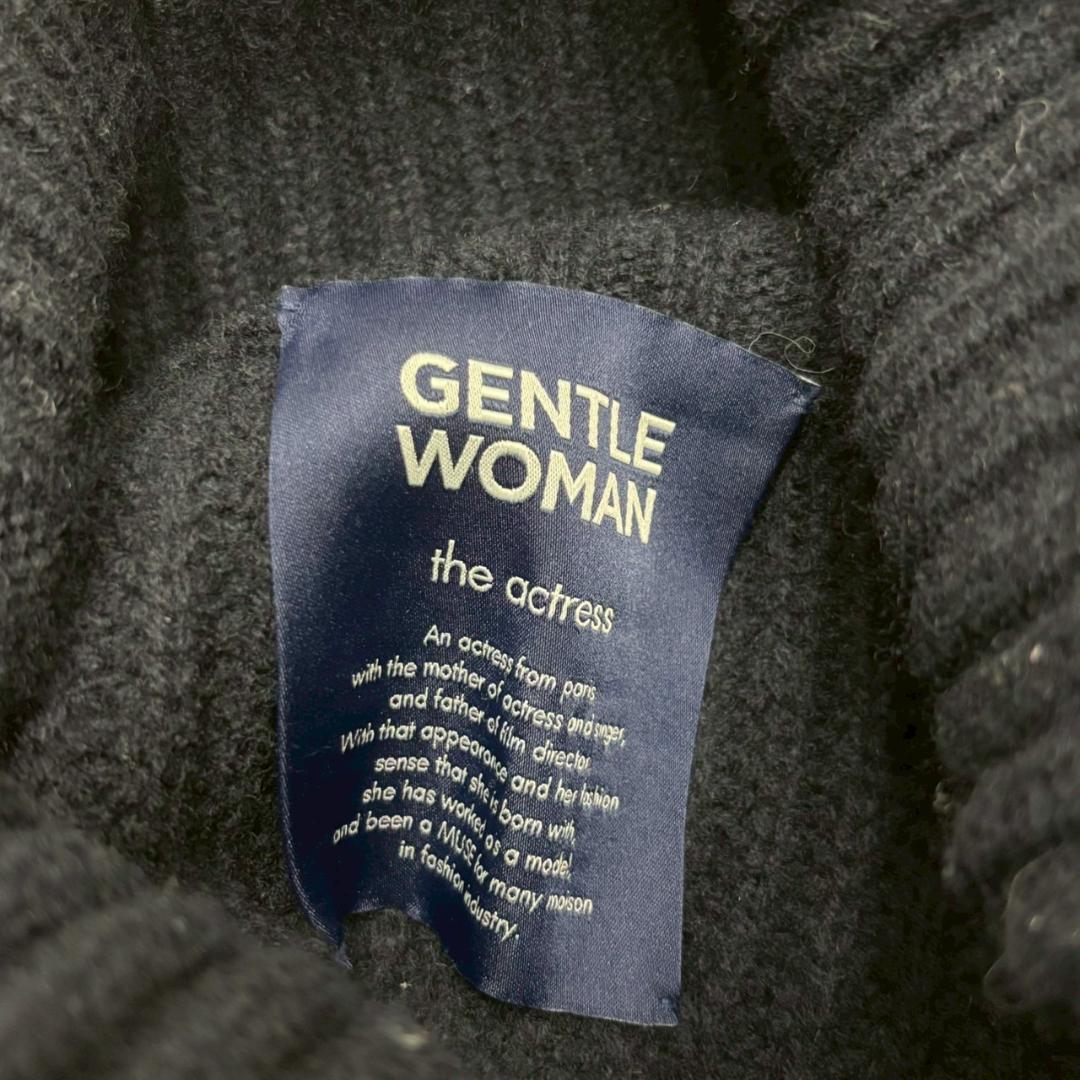 GENTLE
WOMAN
the actress
An actress from paris
with the mother of actress and singer,
and father of film director
With that appearance and her fashion
sense that she is born with,
she has worked as a model,
and been a MUSE for many maison
in fashion industry.